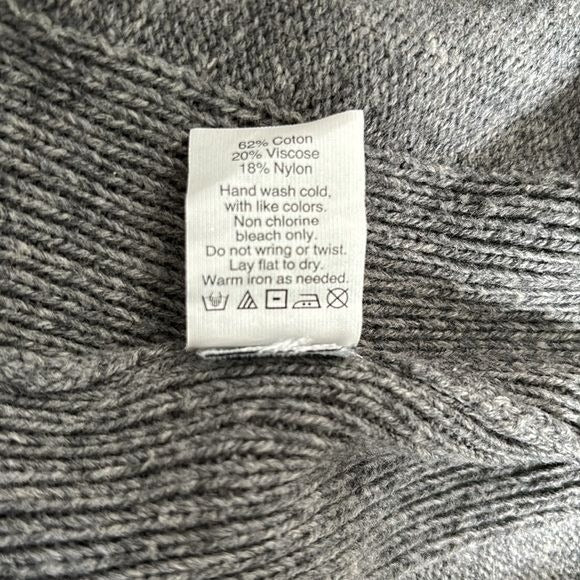 62% Coton
20% Viscose
18% Nylon
Hand wash cold,
with like colors.
Non chlorine
bleach only.
Do not wring or twist.
Lay flat to dry.
Warm iron as needed.